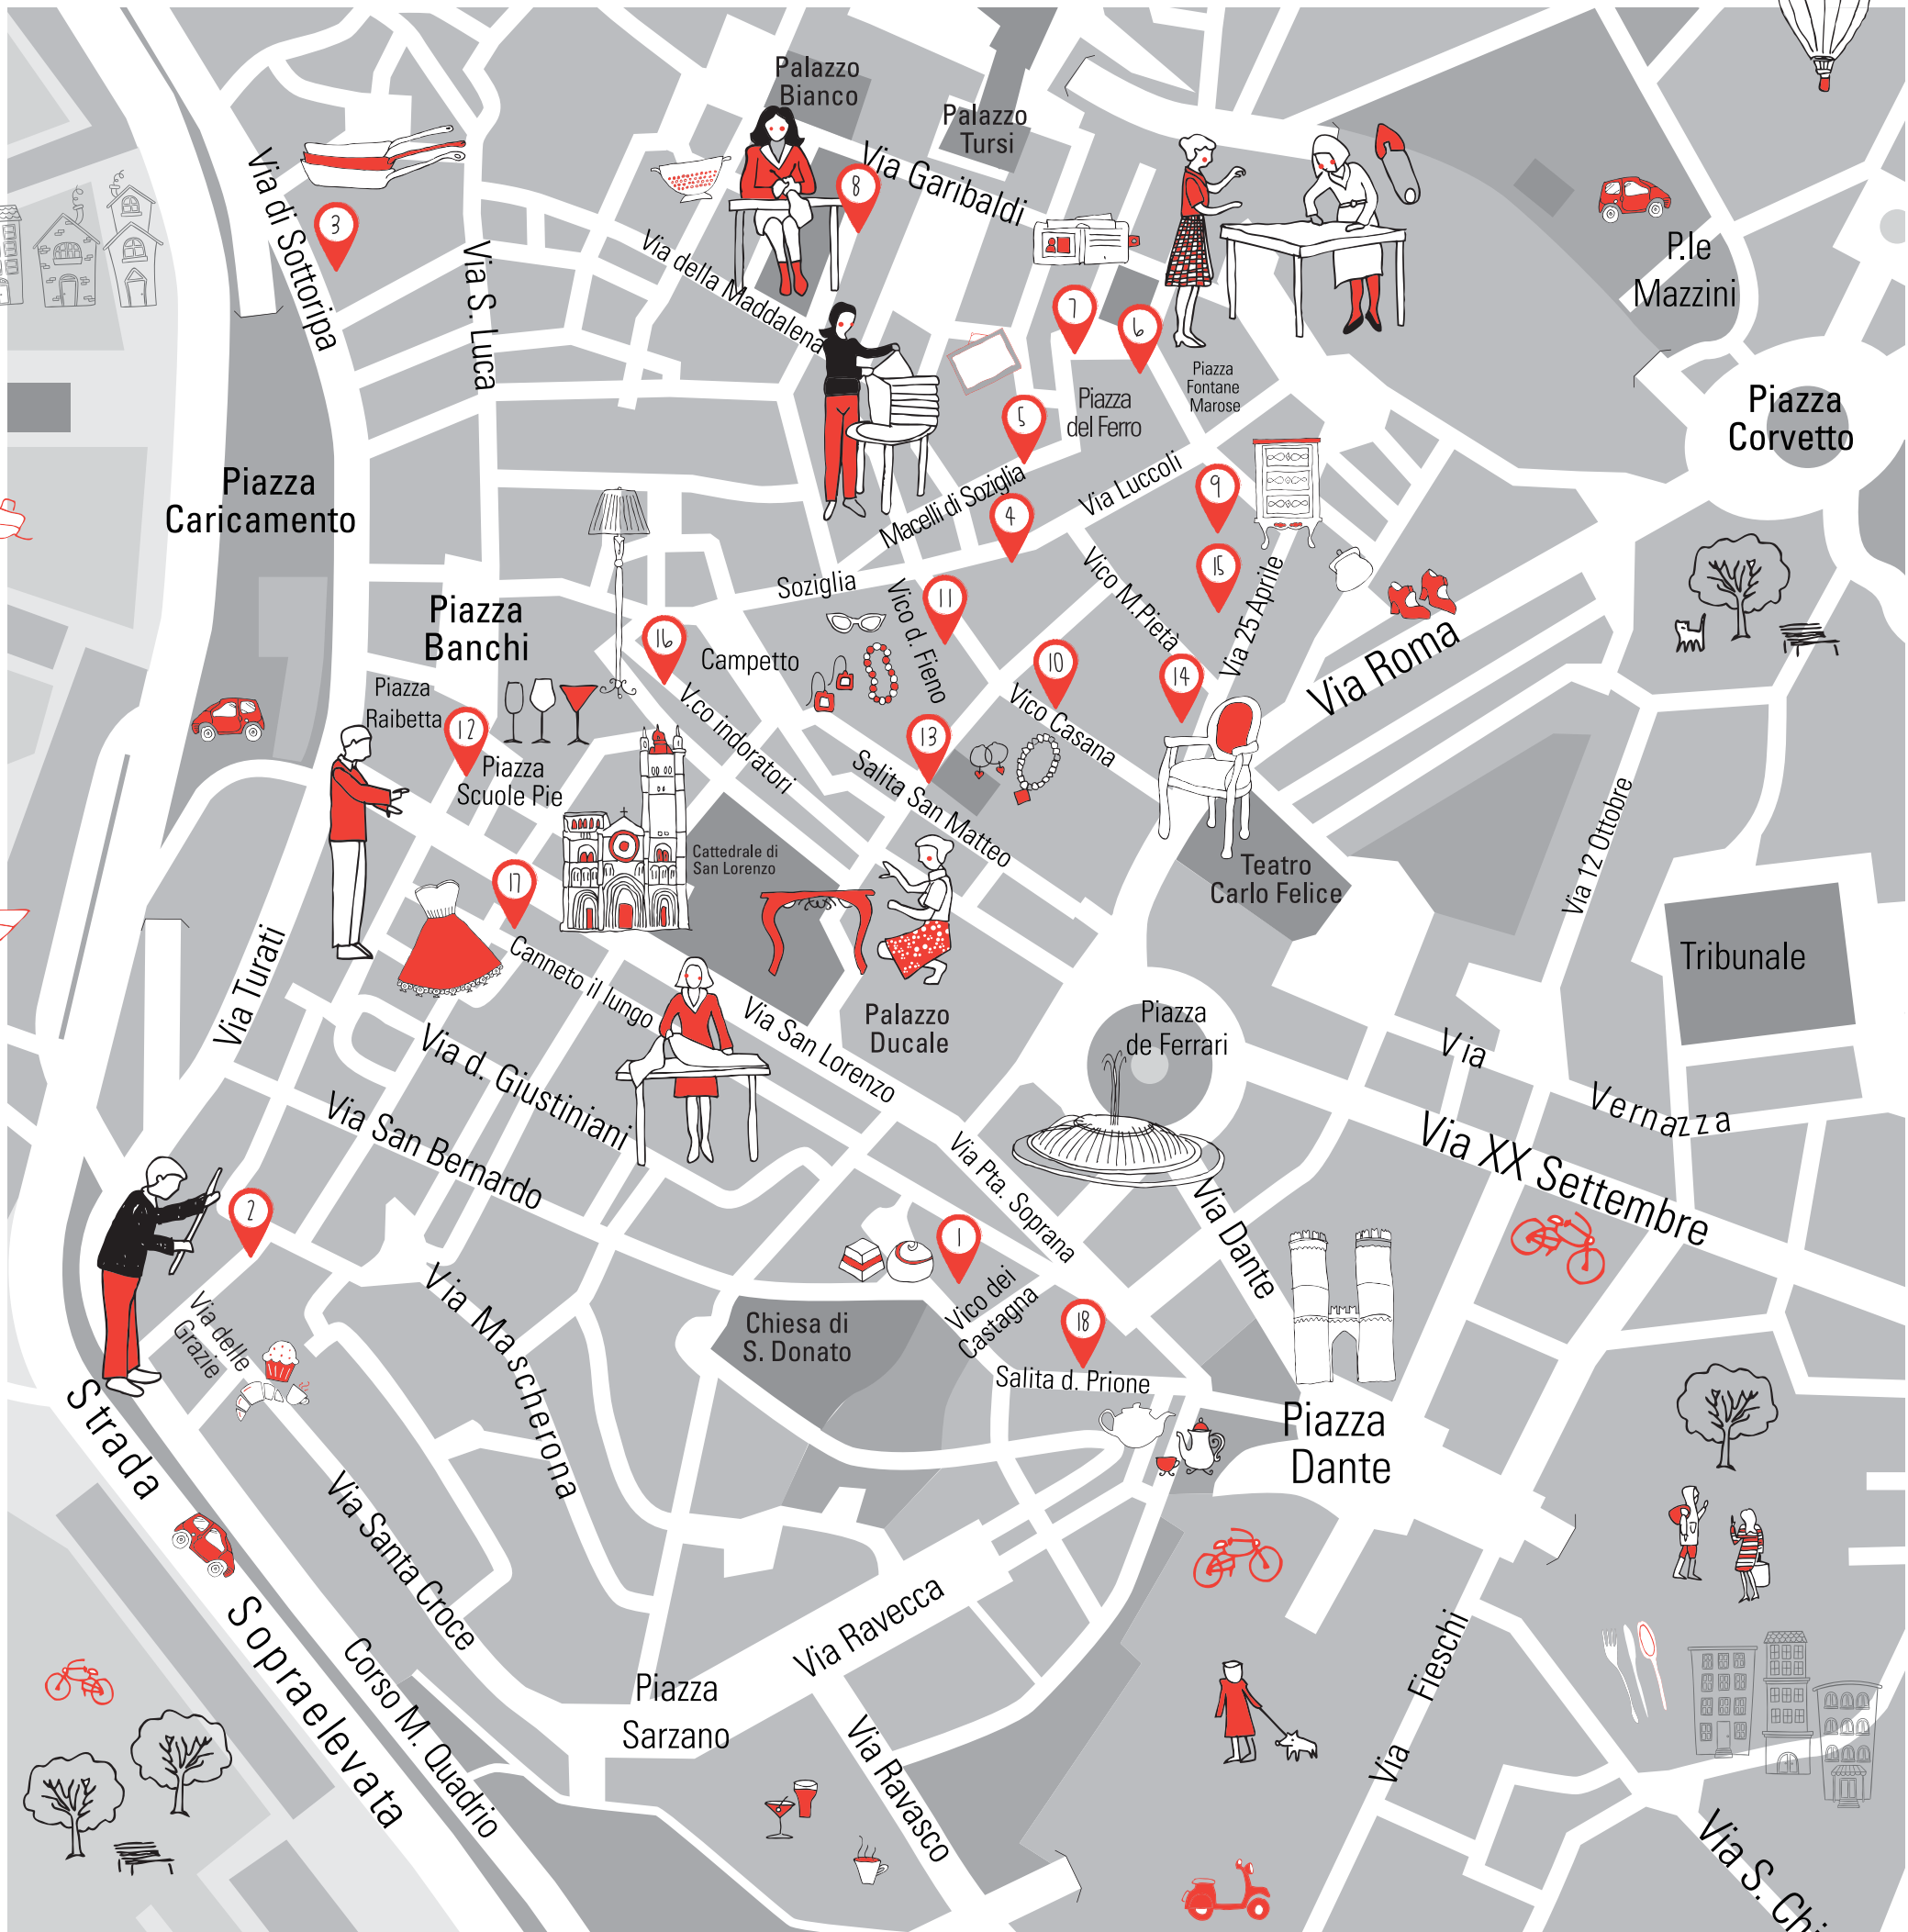 Palazzo
Bianco
Palazzo
Tursi
Via Garibaldi
8
Via di Sottoripa
3
Via S. Luca
Via della Maddalena
P.le
Mazzini
7
6
Piazza
Fontane
Marose
Piazza
del Ferro
5
Piazza
Corvetto
Piazza
Caricamento
Macelli di Soziglia
4
Via Luccoli
9
15
Soziglia
Vico d. Fieno
11
Vico M.Pietà
Via 25 Aprile
Piazza
Banchi
16
Campetto
10
14
Via Roma
Piazza
Raibetta
12
Piazza
Scuole Pie
V.co indoratori
13
Salita San Matteo
Vico Casana
Cattedrale di
San Lorenzo
Teatro
Carlo Felice
Via 12 Ottobre
17
Tribunale
Canneto il lungo
Via Turati
Via San Lorenzo
Palazzo
Ducale
Piazza
de Ferrari
Via d. Giustiniani
Via
Vernazza
Via San Bernardo
Via XX Settembre
Via Pta. Soprana
Via Dante
2
1
Vico dei
Castagna
18
Via delle
Grazie
Via Mascherona
Chiesa di
S. Donato
Salita d. Prione
Piazza
Dante
Strada
Sopraelevata
Via Santa Croce
Corso M. Quadrio
Via Ravecca
Piazza
Sarzano
Via Ravasco
Via Fieschi
Via S. Chi